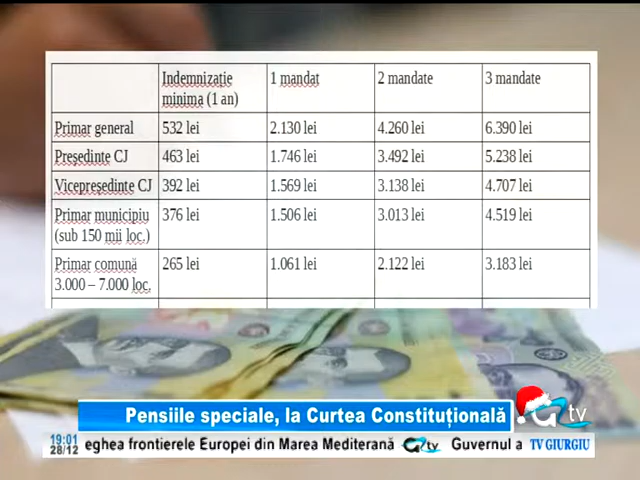 Indemnizație minima (1 an) 1 mandat 2 mandate 3 mandate
Primar general 532 lei 2.130 lei 4.260 lei 6.390 lei
Președinte CJ 463 lei 1.746 lei 3.492 lei 5.238 lei
Vicepreședinte CJ 392 lei 1.569 lei 3.138 lei 4.707 lei
Primar municipiu (sub 150 mii loc.) 376 lei 1.506 lei 3.013 lei 4.519 lei
Primar comună 3.000 – 7.000 loc. 265 lei 1.061 lei 2.122 lei 3.183 lei
Pensiile speciale, la Curtea Constituțională
G2 tv
19:01
28/12
eghea frontierele Europei din Marea Mediterană G2tv Guvernul a
TV GIURGIU